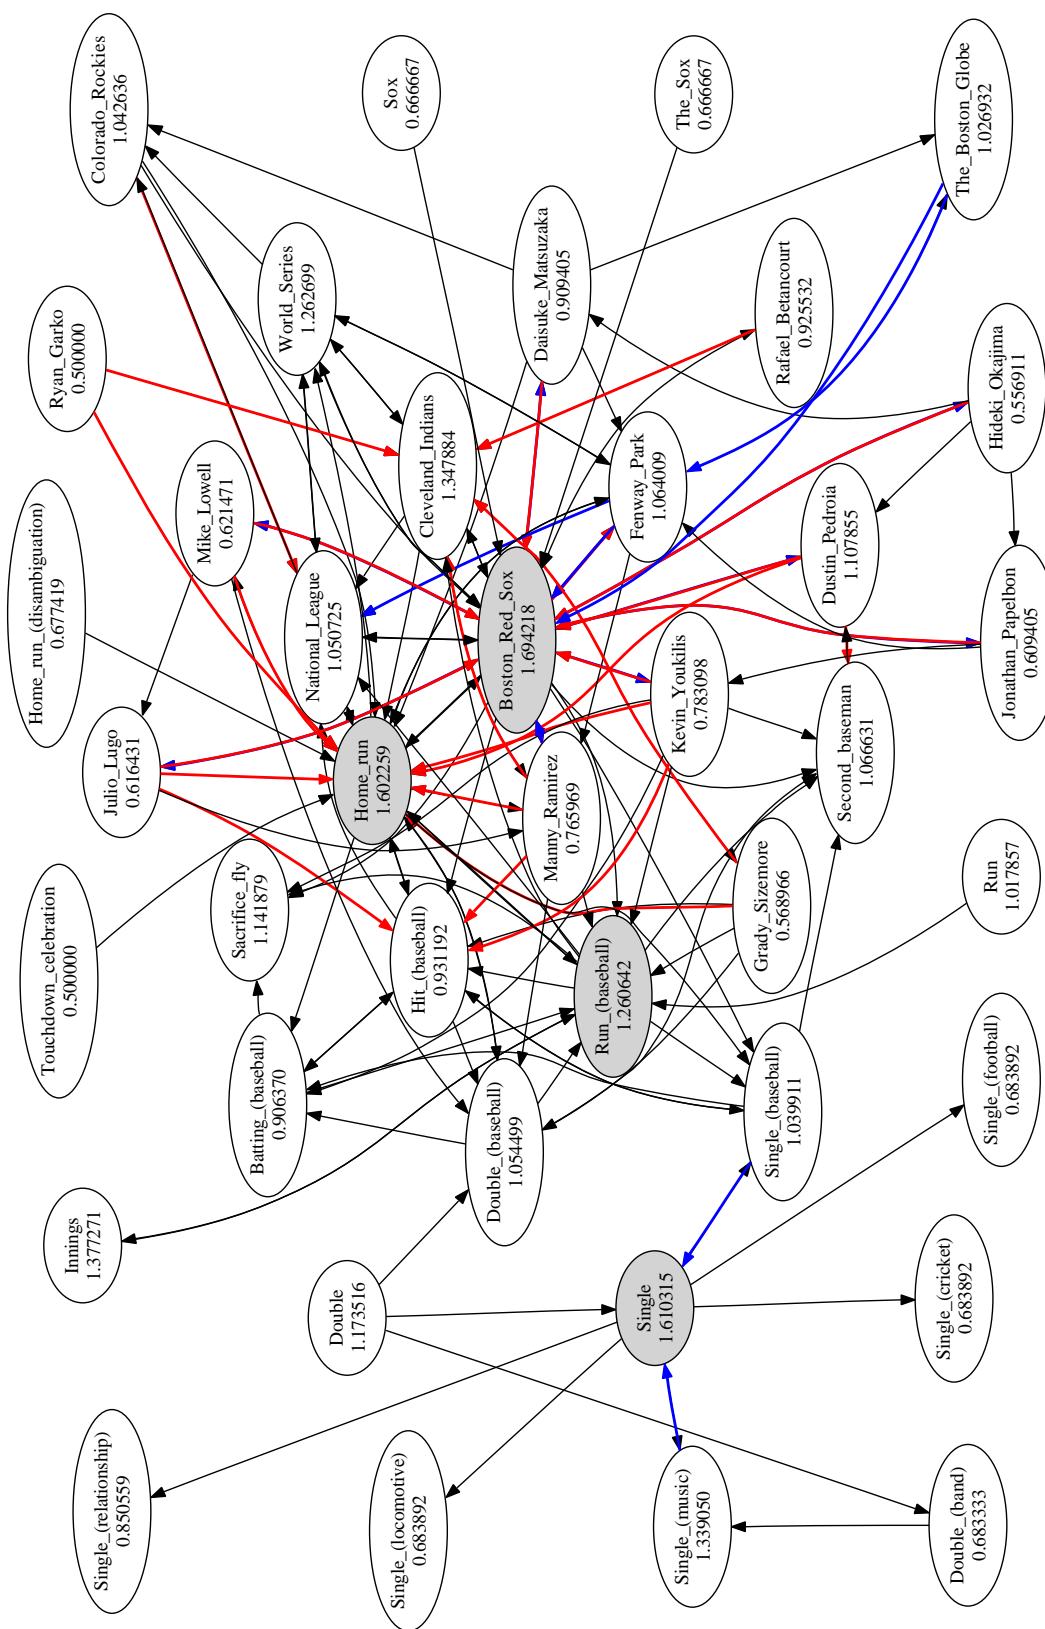 Colorado_Rockies
1.042636
Sox
0.666667
The_Sox
0.666667
The_Boston_Globe
1.026932
Ryan_Garko
0.500000
World_Series
1.262699
Daisuke_Matsuzaka
0.909405
Rafael_Betancourt
0.925532
Hideki_Okajima
0.556911
Home_run_(disambiguation)
0.677419
Mike_Lowell
0.621471
Cleveland_Indians
1.347884
Fenway_Park
1.064009
Dustin_Pedroia
1.107855
National_League
1.050725
Boston_Red_Sox
1.694218
Jonathan_Papelbon
0.609405
Julio_Lugo
0.616431
Home_run
1.602259
Kevin_Youkilis
0.783098
Manny_Ramirez
0.765969
Second_baseman
1.066631
Touchdown_celebration
0.500000
Sacrifice_fly
1.141879
Hit_(baseball)
0.931192
Grady_Sizemore
0.568966
Run
1.017857
Run_(baseball)
1.260642
Batting_(baseball)
0.906370
Double_(baseball)
1.054499
Single_(baseball)
1.039911
Single_(football)
0.683892
Innings
1.377271
Double
1.173516
Single
1.610315
Single_(cricket)
0.683892
Single_(relationship)
0.850559
Single_(locomotive)
0.683892
Single_(music)
1.339050
Double_(band)
0.683333